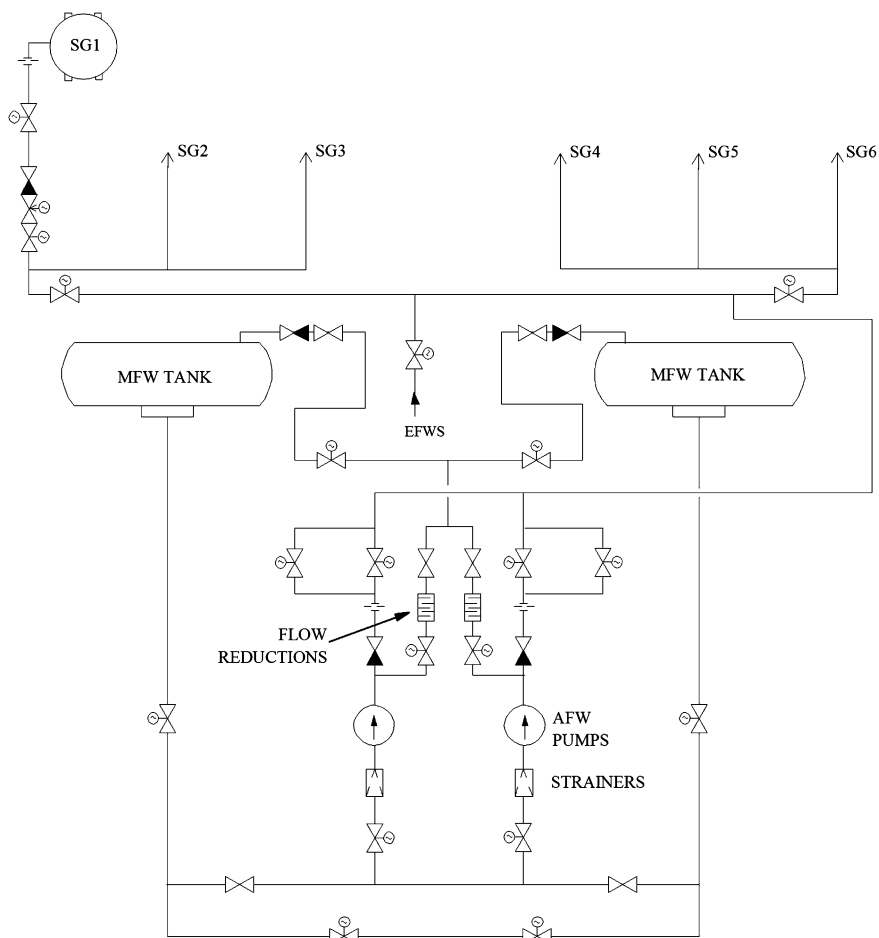 SG1
SG2
SG3
SG4
SG5
SG6
MFW TANK
MFW TANK
EFWS
FLOW
REDUCTIONS
AFW
PUMPS
STRAINERS